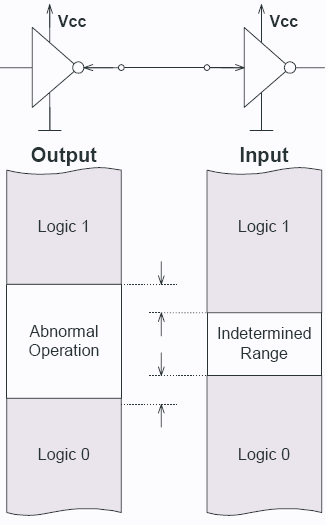 Vcc
Vcc
Output
Input
Logic 1
Logic 1
Abnormal
Operation
Indetermined
Range
Logic 0
Logic 0